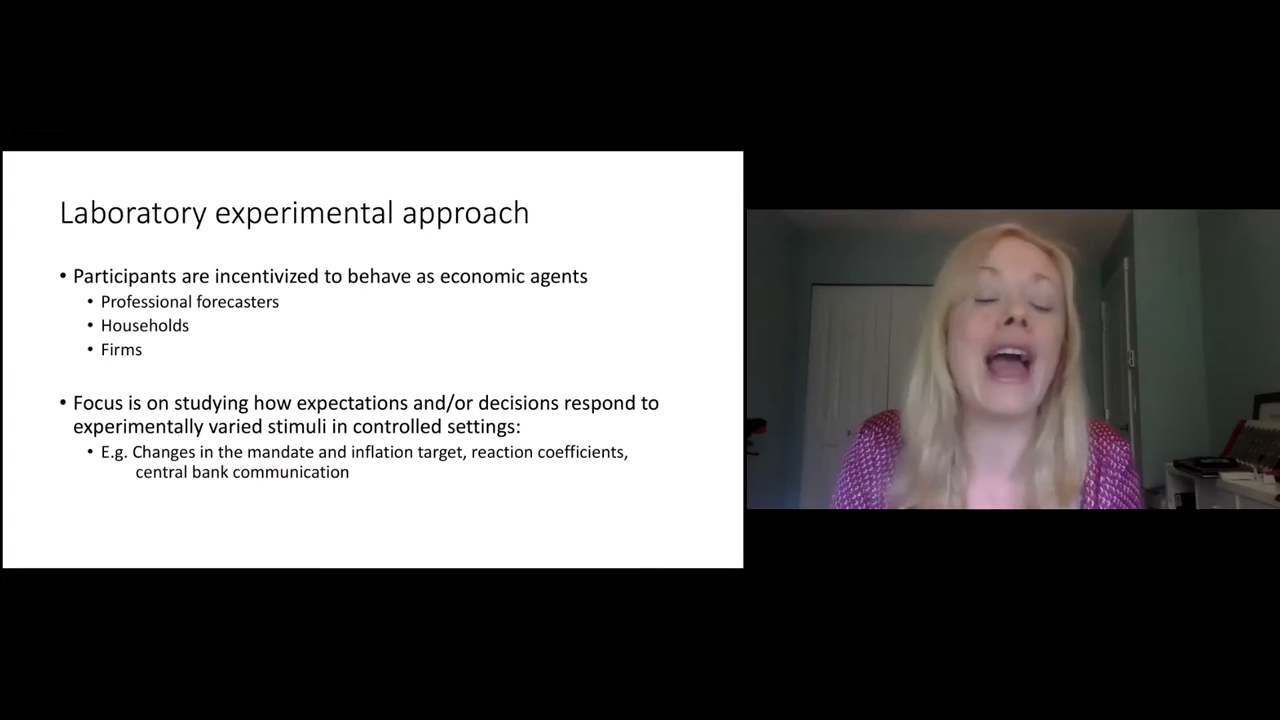 Laboratory experimental approach
• Participants are incentivized to behave as economic agents
• Professional forecasters
• Households
• Firms
• Focus is on studying how expectations and/or decisions respond to
experimentally varied stimuli in controlled settings:
• E.g. Changes in the mandate and inflation target, reaction coefficients,
central bank communication